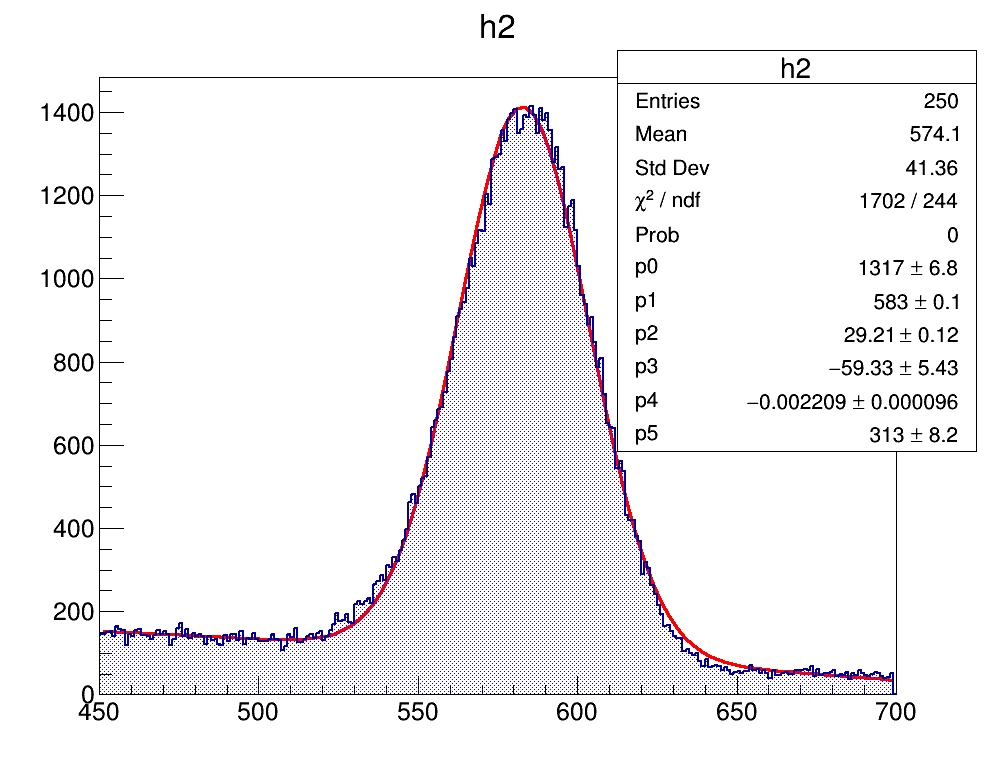 h2
h2
Entries 250
Mean 574.1
Std Dev 41.36
χ² / ndf 1702 / 244
Prob 0
p0 1317 ± 6.8
p1 583 ± 0.1
p2 29.21 ± 0.12
p3 −59.33 ± 5.43
p4 −0.002209 ± 0.000096
p5 313 ± 8.2
1400
1200
1000
800
600
400
200
0
450 500 550 600 650 700